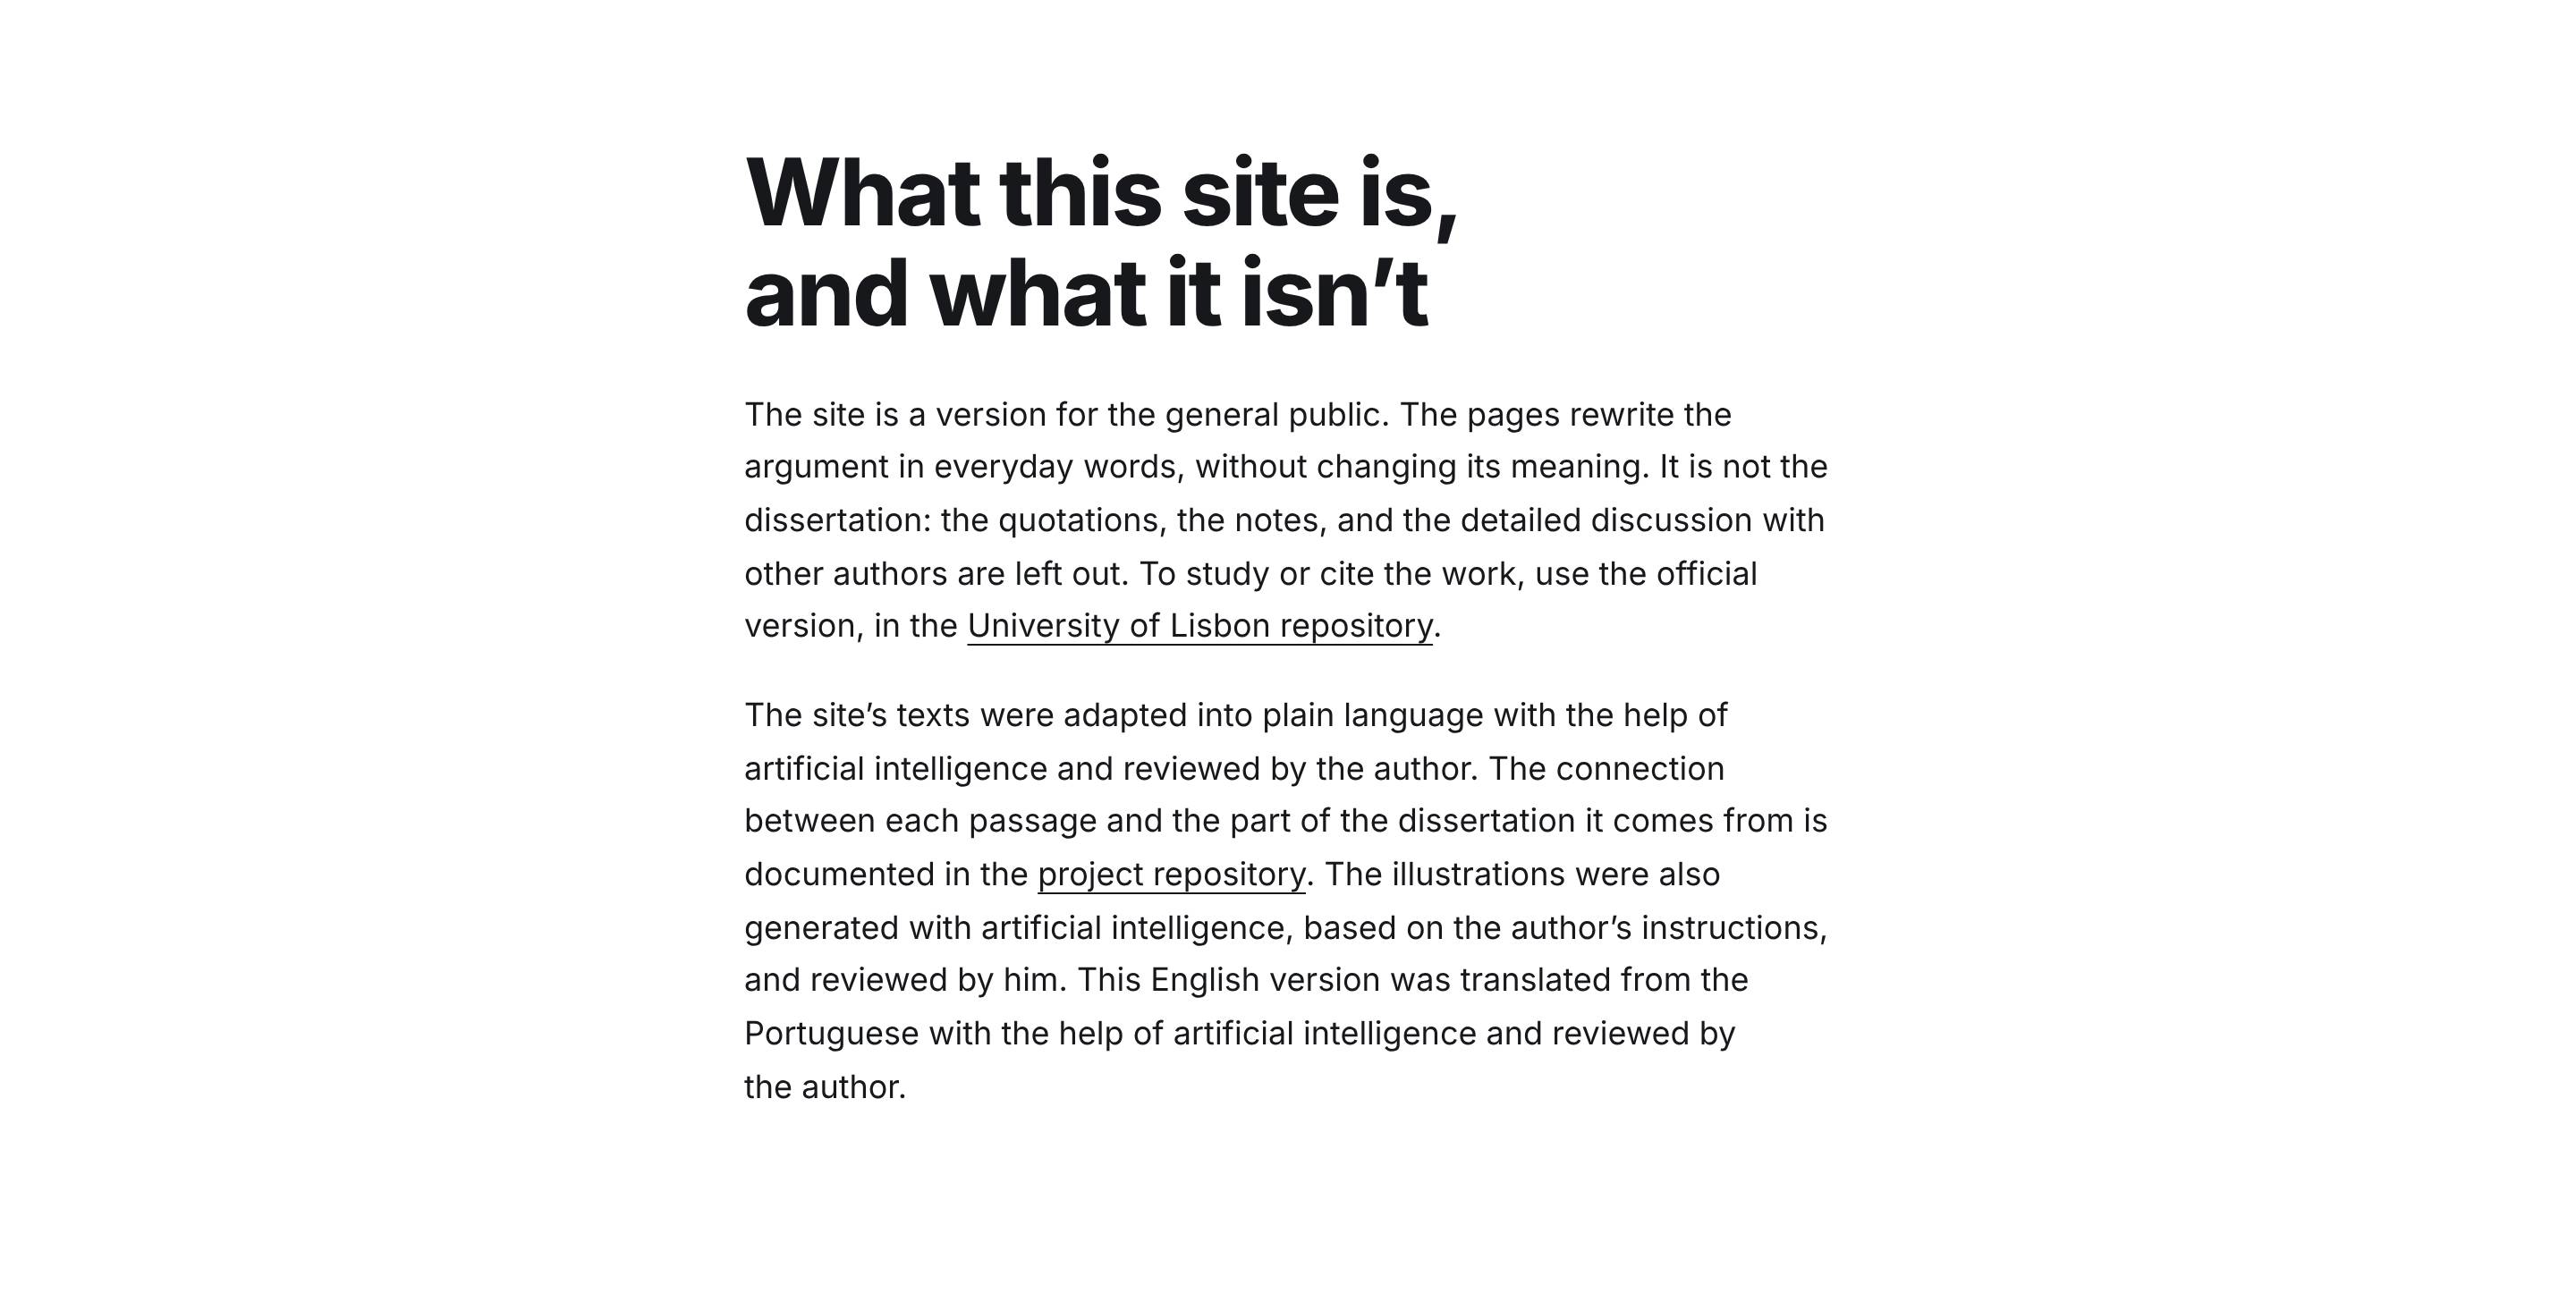 What this site is,
and what it isn’t
The site is a version for the general public. The pages rewrite the
argument in everyday words, without changing its meaning. It is not the
dissertation: the quotations, the notes, and the detailed discussion with
other authors are left out. To study or cite the work, use the official
version, in the University of Lisbon repository.
The site’s texts were adapted into plain language with the help of
artificial intelligence and reviewed by the author. The connection
between each passage and the part of the dissertation it comes from is
documented in the project repository. The illustrations were also
generated with artificial intelligence, based on the author’s instructions,
and reviewed by him. This English version was translated from the
Portuguese with the help of artificial intelligence and reviewed by
the author.